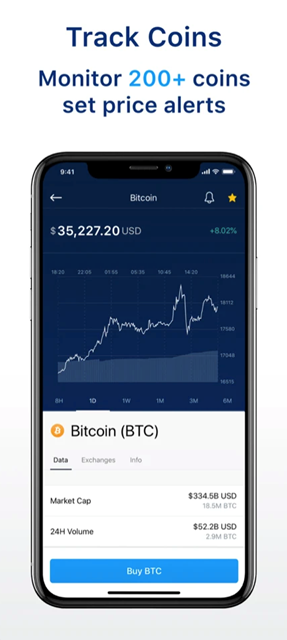 Track Coins
Monitor 200+ coins
set price alerts
9:41
Bitcoin
$35,227.20 USD
+8.02%
18:20 22:05 01:55 05:35 10:45 14:20
18644
18112
17580
17048
16515
8H 1D 1W 1M 3M 6M
Bitcoin (BTC)
Data Exchanges Info
Market Cap $334.5B USD
18.5M BTC
24H Volume $52.2B USD
2.9M BTC
Buy BTC